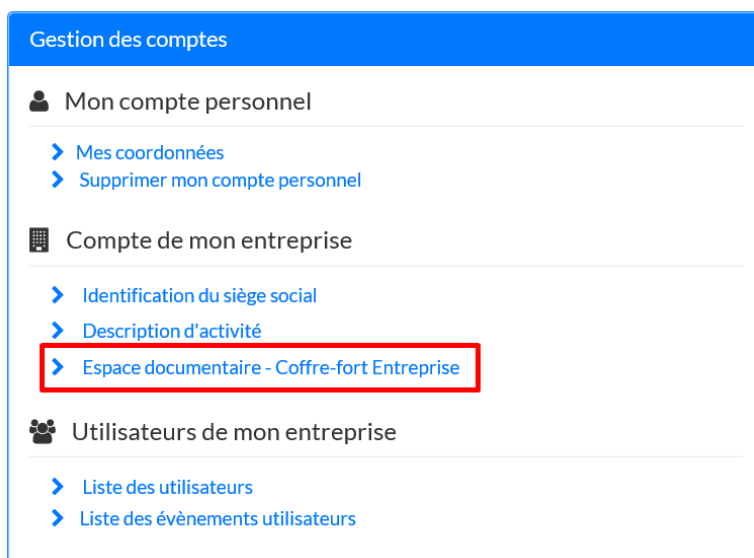 Gestion des comptes
Mon compte personnel
Mes coordonnées
Supprimer mon compte personnel
Compte de mon entreprise
Identification du siège social
Description d'activité
Espace documentaire - Coffre-fort Entreprise
Utilisateurs de mon entreprise
Liste des utilisateurs
Liste des évènements utilisateurs